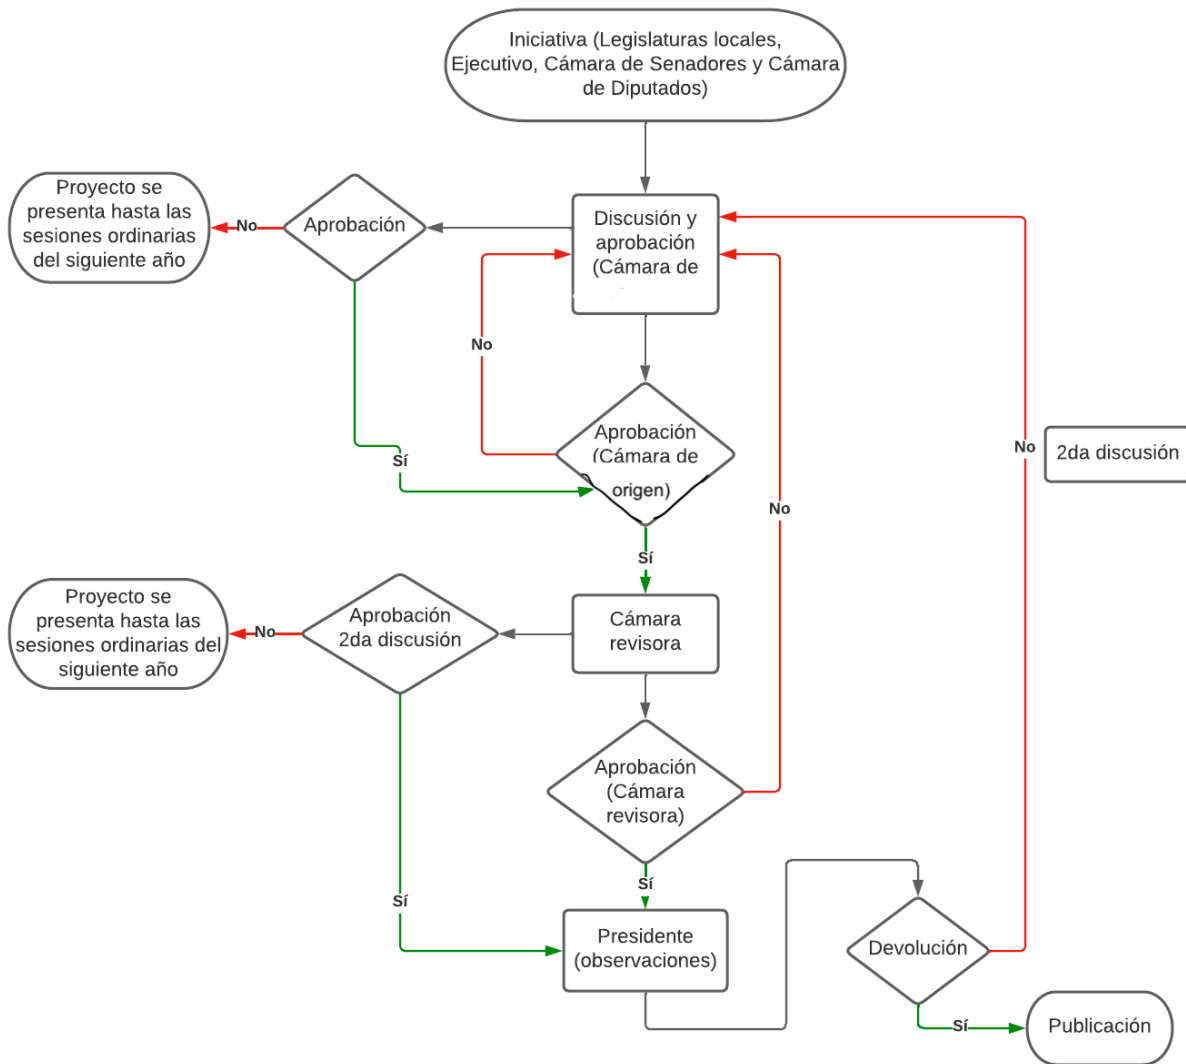 Iniciativa (Legislaturas locales,
Ejecutivo, Cámara de Senadores y Cámara
de Diputados)
Proyecto se
presenta hasta las
sesiones ordinarias
del siguiente año
No
Aprobación
Discusión y
aprobación
(Cámara de
No
Sí
Aprobación
(Cámara de
origen)
No
No
2da discusión
Sí
Proyecto se
presenta hasta las
sesiones ordinarias del
siguiente año
No
Aprobación
2da discusión
Cámara
revisora
Aprobación
(Cámara
revisora)
Sí
Sí
Presidente
(observaciones)
Devolución
Sí
Publicación